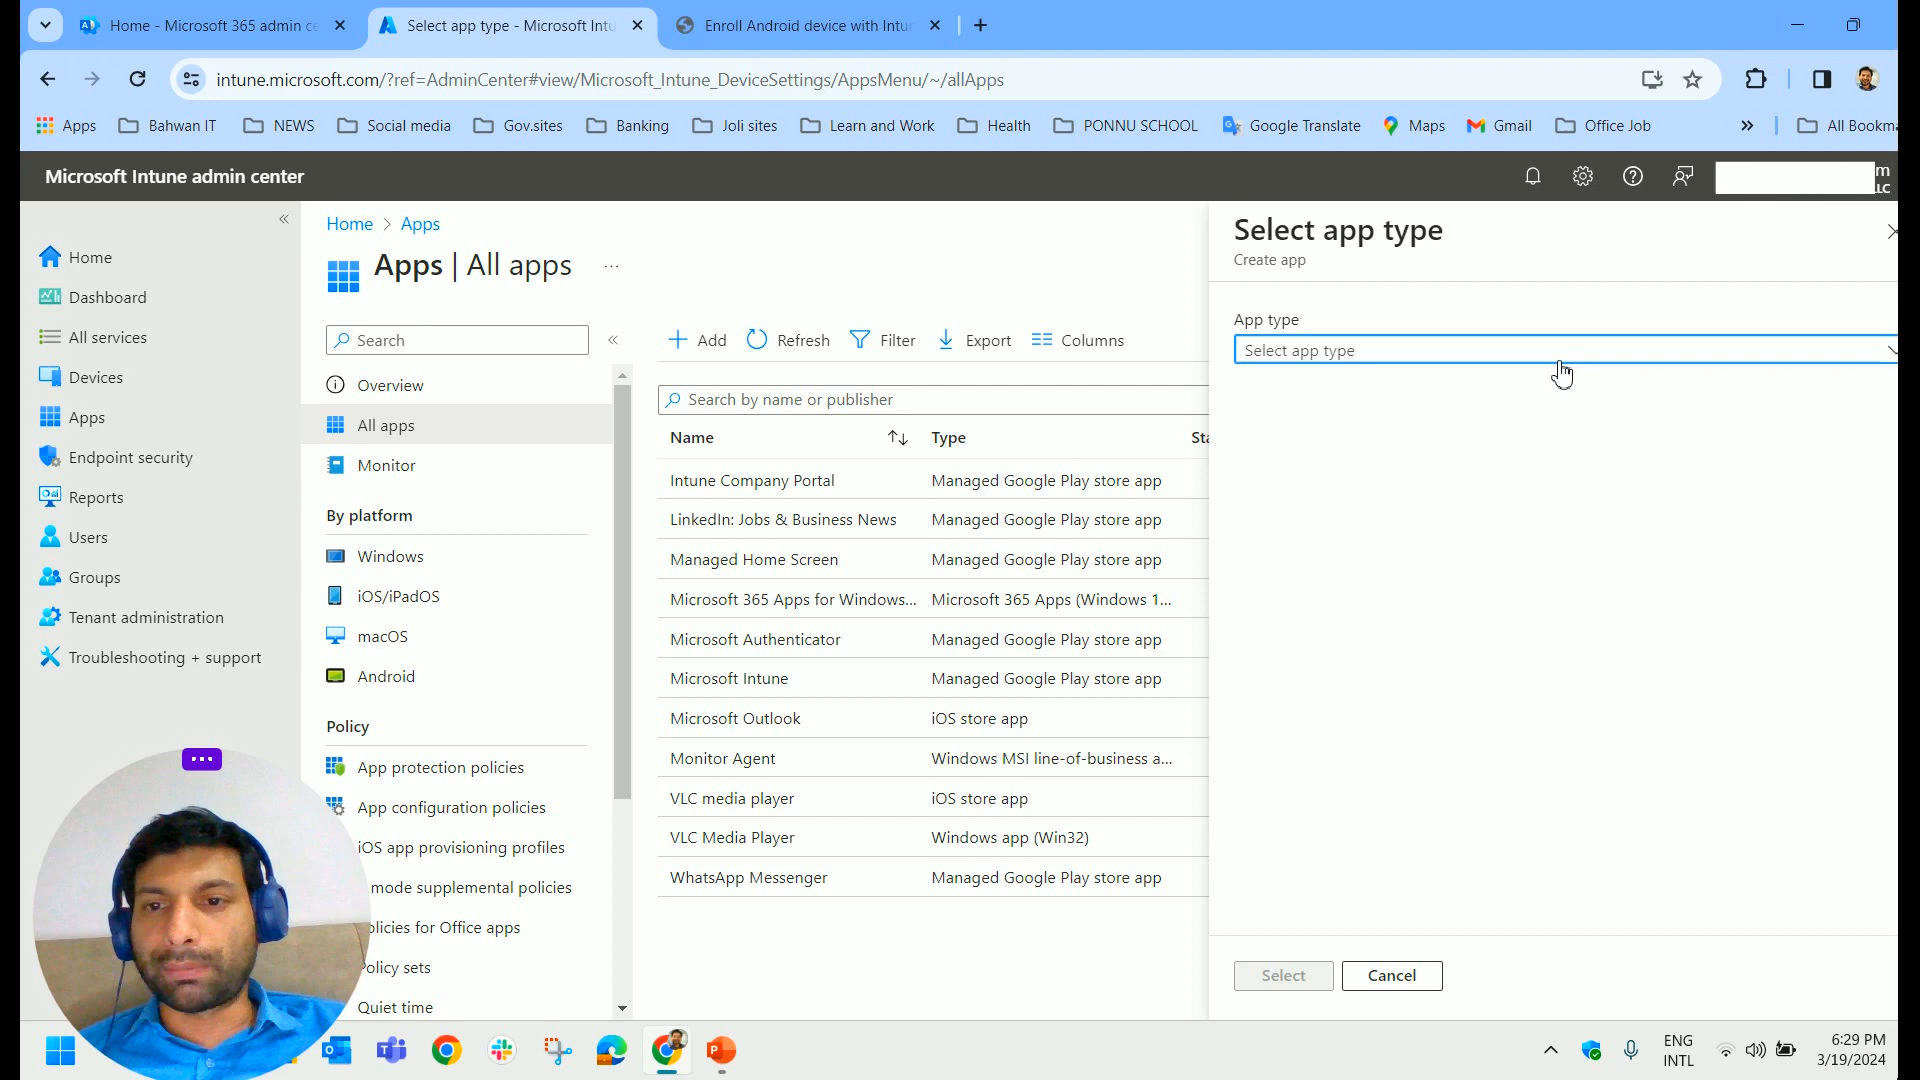 Home - Microsoft 365 admin ce
Select app type - Microsoft Intu
Enroll Android device with Intun
intune.microsoft.com/?ref=AdminCenter#view/Microsoft_Intune_DeviceSettings/AppsMenu/~/allApps
Apps
Bahwan IT
NEWS
Social media
Gov.sites
Banking
Joli sites
Learn and Work
Health
PONNU SCHOOL
Google Translate
Maps
Gmail
Office Job
»
All Bookma
Microsoft Intune admin center
m
LC
Home
Dashboard
All services
Devices
Apps
Endpoint security
Reports
Users
Groups
Tenant administration
Troubleshooting + support
Home > Apps
Apps | All apps
...
Search
Overview
All apps
Monitor
By platform
Windows
iOS/iPadOS
macOS
Android
Policy
App protection policies
App configuration policies
iOS app provisioning profiles
mode supplemental policies
olicies for Office apps
Policy sets
Quiet time
Add
Refresh
Filter
Export
Columns
Search by name or publisher
Name Type Sta
Intune Company Portal Managed Google Play store app
LinkedIn: Jobs & Business News Managed Google Play store app
Managed Home Screen Managed Google Play store app
Microsoft 365 Apps for Windows... Microsoft 365 Apps (Windows 1...
Microsoft Authenticator Managed Google Play store app
Microsoft Intune Managed Google Play store app
Microsoft Outlook iOS store app
Monitor Agent Windows MSI line-of-business a...
VLC media player iOS store app
VLC Media Player Windows app (Win32)
WhatsApp Messenger Managed Google Play store app
Select app type
Create app
App type
Select app type
Select
Cancel
ENG
INTL
6:29 PM
3/19/2024